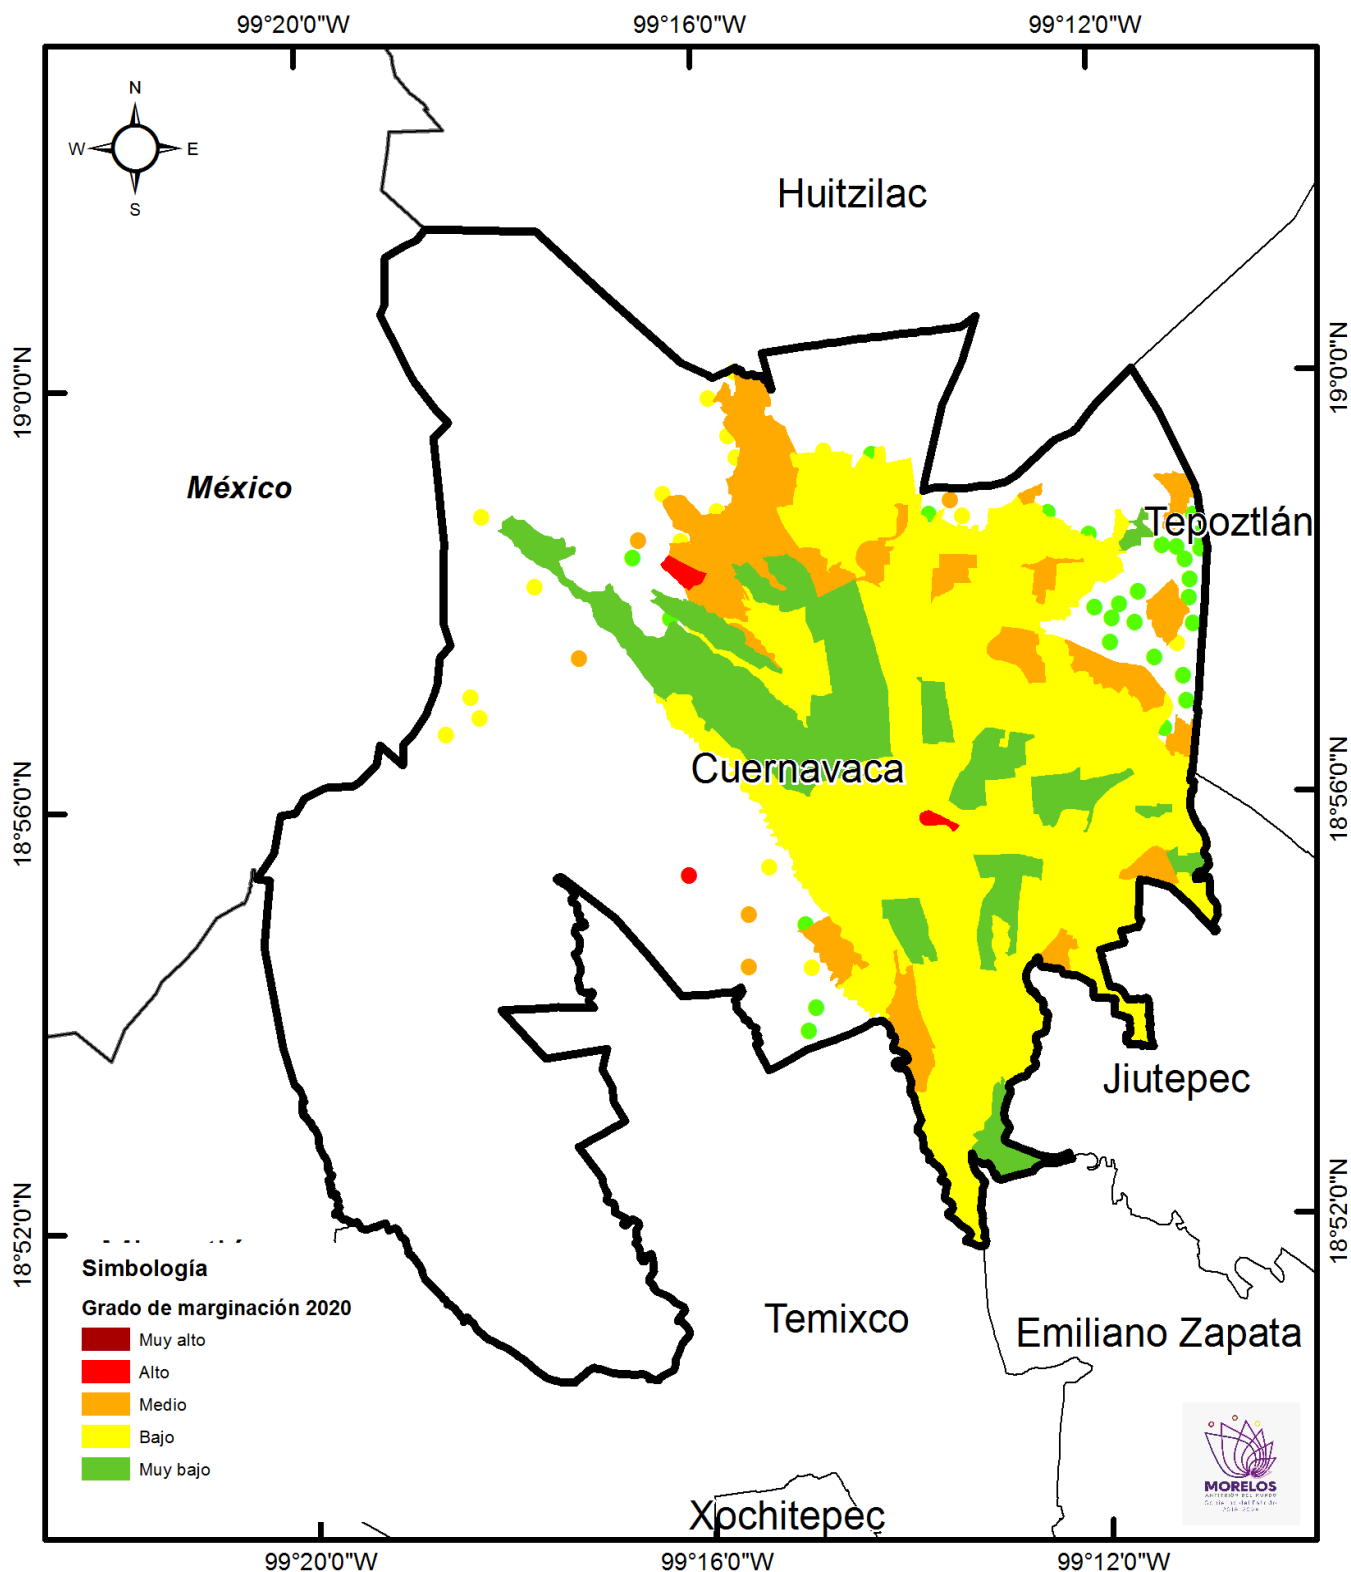 99°20'0"W
99°16'0"W
99°12'0"W
N
W
E
S
Huitzilac
19°0'0"N
19°0'0"N
México
Tepoztlán
Cuernavaca
18°56'0"N
18°56'0"N
Jiutepec
18°52'0"N
18°52'0"N
Simbología
Grado de marginación 2020
Muy alto
Alto
Medio
Bajo
Muy bajo
Temixco
Emiliano Zapata
MORELOS
Xochitepec
99°20'0"W
99°16'0"W
99°12'0"W